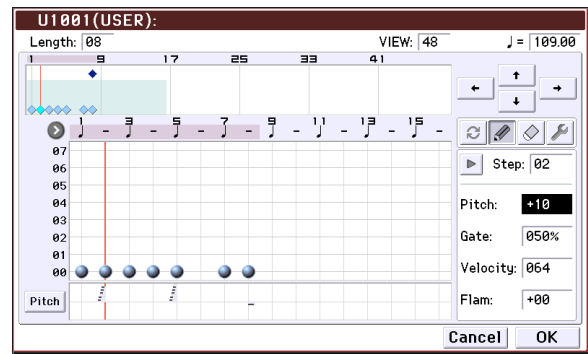 U1001(USER):
Length: 08 VIEW: 48 ♩= 109.00
1 9 17 25 33 41
1 - 3 - 5 - 7 - 9 - 11 - 13 - 15 -
07
06
05
04
03
02
01
00
Step: 02
Pitch: +10
Gate: 050%
Velocity: 064
Flam: +00
Pitch
Cancel OK